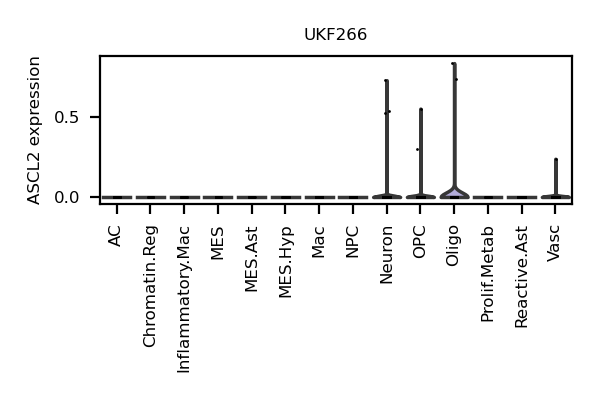 UKF266
ASCL2 expression
0.5
0.0
AC
Chromatin.Reg
Inflammatory.Mac
MES
MES.Ast
MES.Hyp
Mac
NPC
Neuron
OPC
Oligo
Prolif.Metab
Reactive.Ast
Vasc